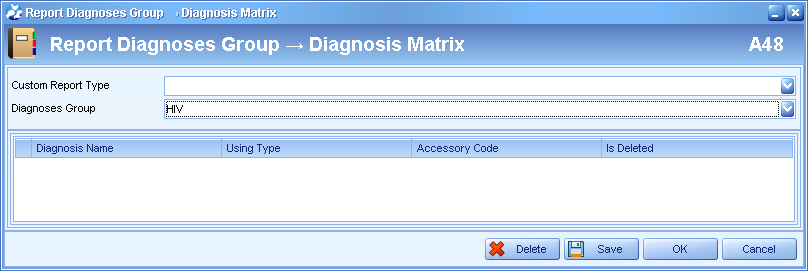 Report Diagnoses Group → Diagnosis Matrix
Report Diagnoses Group → Diagnosis Matrix A48
Custom Report Type
Diagnoses Group HIV
Diagnosis Name Using Type Accessory Code Is Deleted
Delete Save OK Cancel